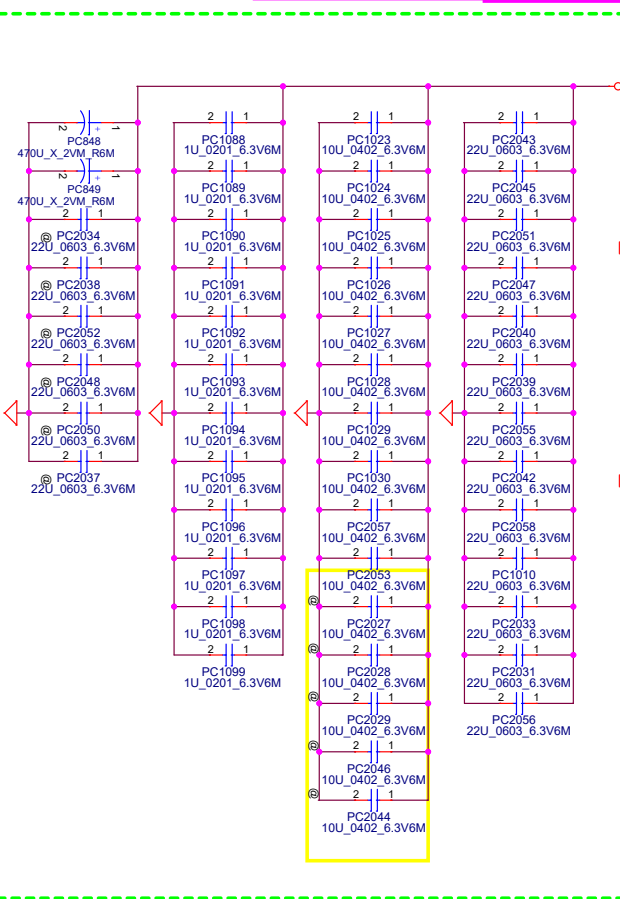 2 + 1
PC848
470U_X_2VM_R6M
2 + 1
PC849
470U_X_2VM_R6M
2 1
@ PC2034
22U_0603_6.3V6M
2 1
@ PC2038
22U_0603_6.3V6M
2 1
@ PC2052
22U_0603_6.3V6M
2 1
@ PC2048
22U_0603_6.3V6M
2 1
@ PC2050
22U_0603_6.3V6M
2 1
@ PC2037
22U_0603_6.3V6M
2 1
PC1088
1U_0201_6.3V6M
2 1
PC1089
1U_0201_6.3V6M
2 1
PC1090
1U_0201_6.3V6M
2 1
PC1091
1U_0201_6.3V6M
2 1
PC1092
1U_0201_6.3V6M
2 1
PC1093
1U_0201_6.3V6M
2 1
PC1094
1U_0201_6.3V6M
2 1
PC1095
1U_0201_6.3V6M
2 1
PC1096
1U_0201_6.3V6M
2 1
PC1097
1U_0201_6.3V6M
2 1
PC1098
1U_0201_6.3V6M
2 1
PC1099
1U_0201_6.3V6M
2 1
PC1023
10U_0402_6.3V6M
2 1
PC1024
10U_0402_6.3V6M
2 1
PC1025
10U_0402_6.3V6M
2 1
PC1026
10U_0402_6.3V6M
2 1
PC1027
10U_0402_6.3V6M
2 1
PC1028
10U_0402_6.3V6M
2 1
PC1029
10U_0402_6.3V6M
2 1
PC1030
10U_0402_6.3V6M
2 1
PC2057
10U_0402_6.3V6M
2 1
PC2053
10U_0402_6.3V6M
@ 2 1
PC2027
10U_0402_6.3V6M
@ 2 1
PC2028
10U_0402_6.3V6M
@ 2 1
PC2029
10U_0402_6.3V6M
@ 2 1
PC2046
10U_0402_6.3V6M
@ 2 1
PC2044
10U_0402_6.3V6M
2 1
PC2043
22U_0603_6.3V6M
2 1
PC2045
22U_0603_6.3V6M
2 1
PC2051
22U_0603_6.3V6M
2 1
PC2047
22U_0603_6.3V6M
2 1
PC2040
22U_0603_6.3V6M
2 1
PC2039
22U_0603_6.3V6M
2 1
PC2055
22U_0603_6.3V6M
2 1
PC2042
22U_0603_6.3V6M
2 1
PC2058
22U_0603_6.3V6M
2 1
PC1010
22U_0603_6.3V6M
2 1
PC2033
22U_0603_6.3V6M
2 1
PC2031
22U_0603_6.3V6M
2 1
PC2056
22U_0603_6.3V6M